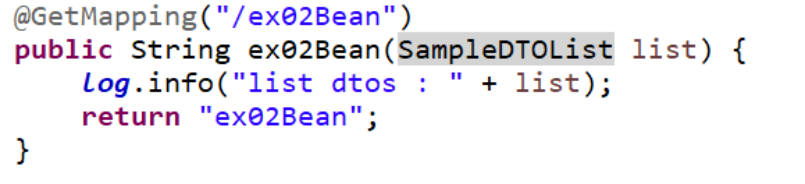 @GetMapping("/ex02Bean")
public String ex02Bean(SampleDTOList list) {
    log.info("list dtos : " + list);
    return "ex02Bean";
}